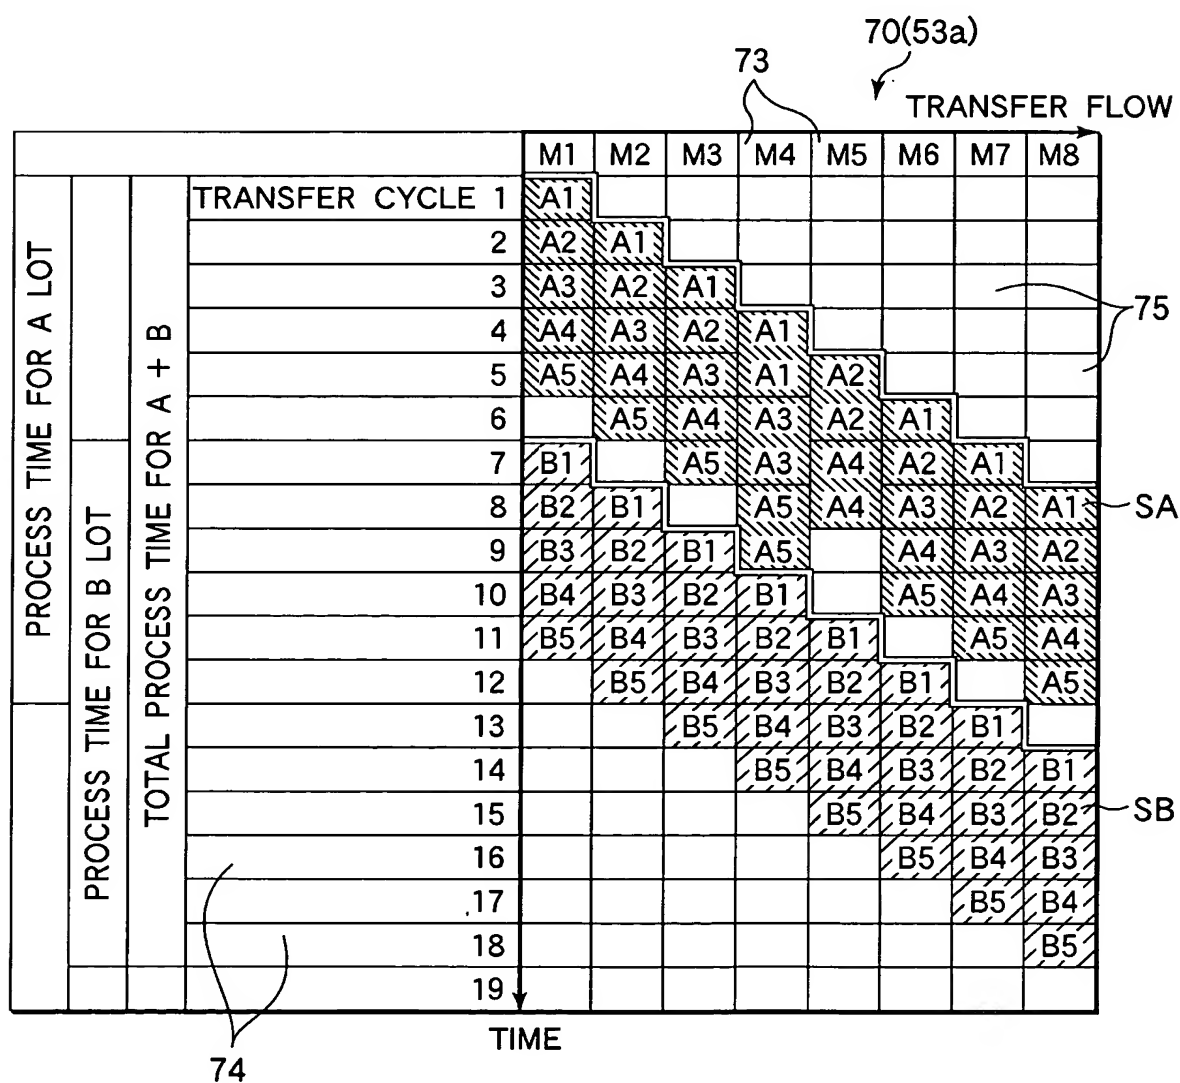 70(53a)
73
TRANSFER FLOW
M1 M2 M3 M4 M5 M6 M7 M8
TRANSFER CYCLE 1 A1
2 A2 A1
3 A3 A2 A1
4 A4 A3 A2 A1
5 A5 A4 A3 A1 A2
6 A5 A4 A3 A2 A1
7 B1 A5 A3 A4 A2 A1
8 B2 B1 A5 A4 A3 A2 A1
9 B3 B2 B1 A5 A4 A3 A2
10 B4 B3 B2 B1 A5 A4 A3
11 B5 B4 B3 B2 B1 A5 A4
12 B5 B4 B3 B2 B1 A5
13 B5 B4 B3 B2 B1
14 B5 B4 B3 B2 B1
15 B5 B4 B3 B2
16 B5 B4 B3
17 B5 B4
18 B5
19
PROCESS TIME FOR A LOT
PROCESS TIME FOR B LOT
TOTAL PROCESS TIME FOR A + B
75
SA
SB
74
TIME